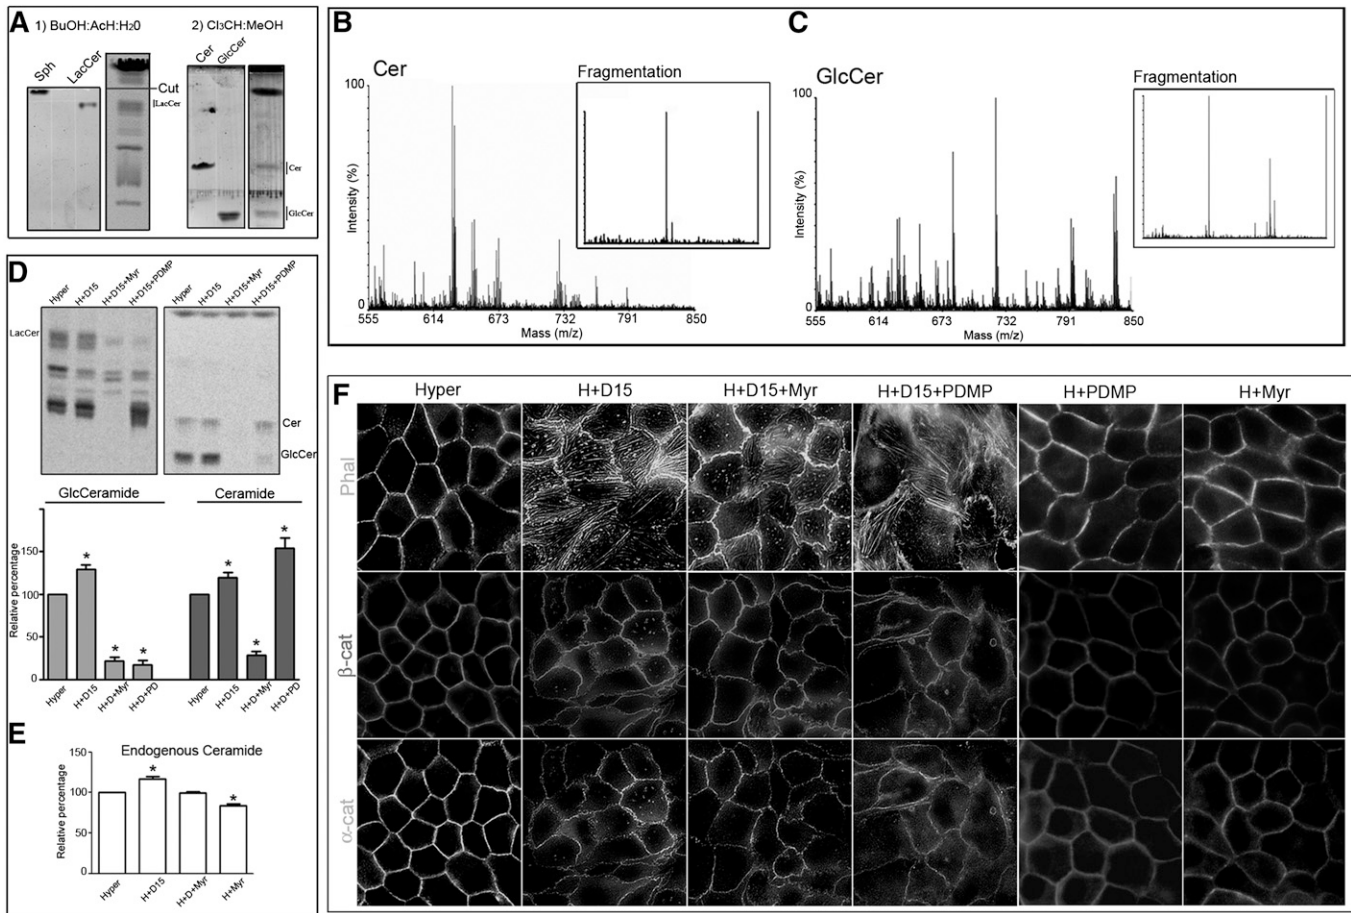 A
1) BuOH:AcH:H20
2) Cl3CH:MeOH
Sph
LacCer
Cer
GlcCer
Cut
LacCer
Cer
GlcCer
B
Cer
Fragmentation
100
Intensity (%)
0
555 614 673 732 791 850
Mass (m/z)
C
GlcCer
Fragmentation
100
Intensity (%)
0
555 614 673 732 791 850
Mass (m/z)
D
Hyper H+D15 H+D15+Myr H+D15+PDMP
Hyper H+D15 H+D15+Myr H+D15+PDMP
LacCer
Cer
GlcCer
GlcCeramide
Ceramide
Relative percentage
150
100
50
0
* * *
* * *
Hyper H+D15 H+D+Myr H+D+PD
Hyper H+D15 H+D+Myr H+D+PD
E
Endogenous Ceramide
Relative percentage
150
100
50
0
* *
Hyper H+D15 H+D+Myr H+Myr
F
Hyper H+D15 H+D15+Myr H+D15+PDMP H+PDMP H+Myr
Phal
β-cat
α-cat